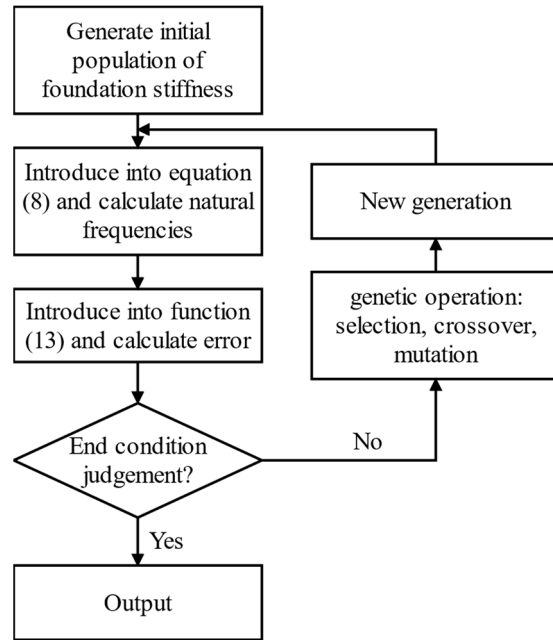 Generate initial
population of
foundation stiffness
Introduce into equation
(8) and calculate natural
frequencies
Introduce into function
(13) and calculate error
End condition
judgement?
Yes
Output
No
genetic operation:
selection, crossover,
mutation
New generation